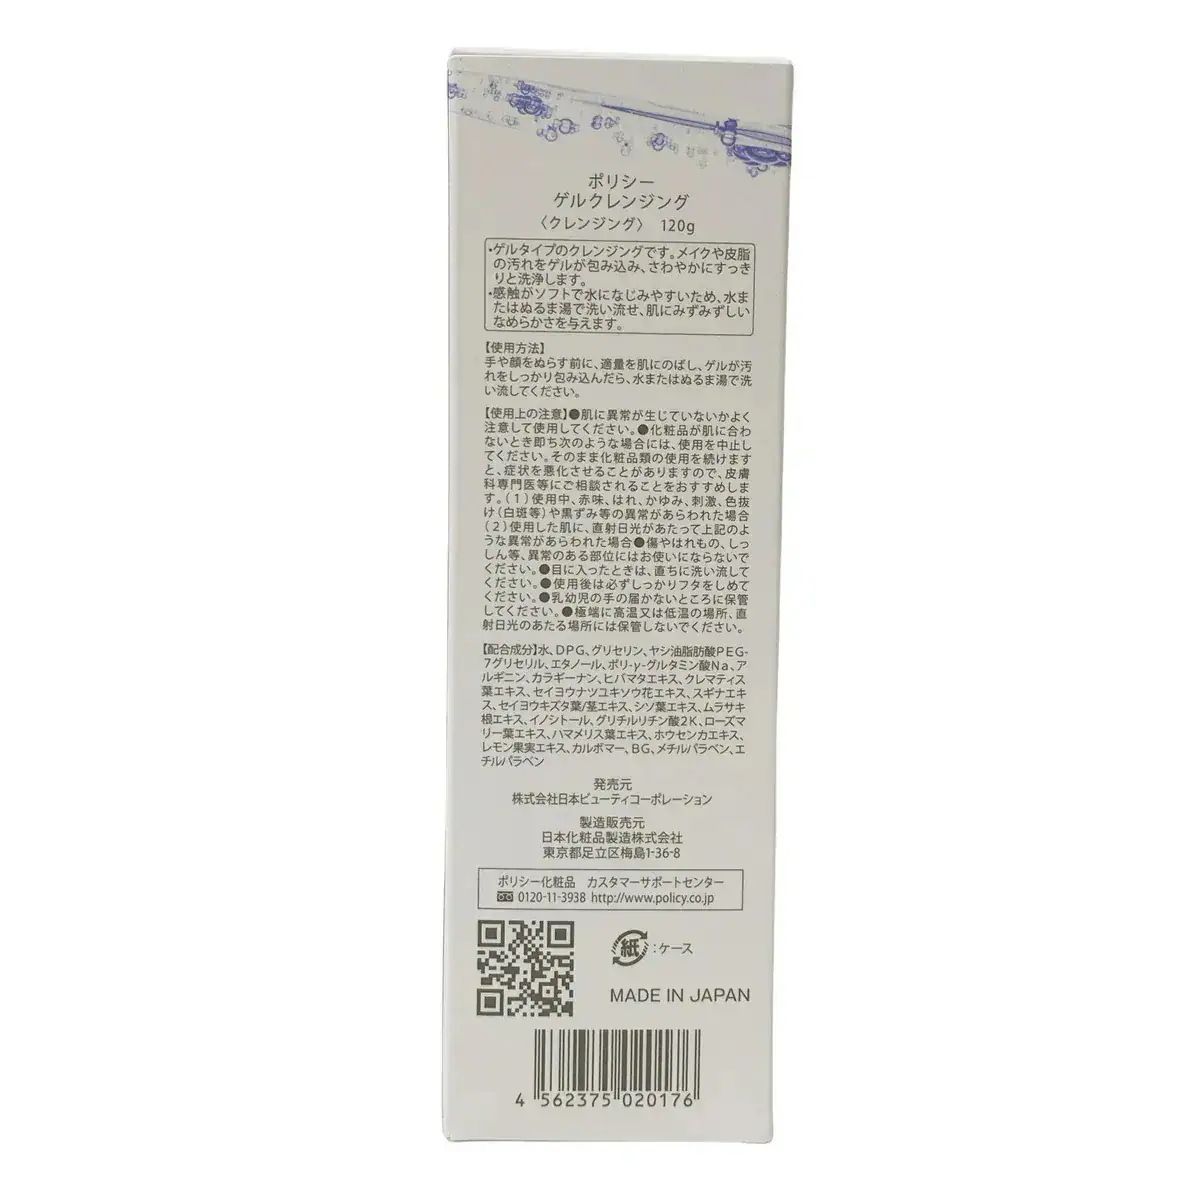 ポリシー
ゲルクレンジング
〈クレンジング〉 120g
・ゲルタイプのクレンジングです。メイクや皮脂
の汚れをゲルが包み込み、さわやかにすっき
りと洗浄します。
・感触がソフトで水になじみやすいため、水ま
たはぬるま湯で洗い流せ、肌にみずみずしい
なめらかさを与えます。
【使用方法】
手や顔をぬらす前に、適量を肌にのばし、ゲルが汚
れをしっかり包み込んだら、水またはぬるま湯で洗
い流してください。
【使用上の注意】●肌に異常が生じていないかよく
注意して使用してください。●化粧品が肌に合わ
ないとき即ち次のような場合には、使用を中止し
てください。そのまま化粧品類の使用を続けます
と、症状を悪化させることがありますので、皮膚
科専門医等にご相談されることをおすすめしま
す。（1）使用中、赤味、はれ、かゆみ、刺激、色抜
け（白斑等）や黒ずみ等の異常があらわれた場合
（2）使用した肌に、直射日光があたって上記のよ
うな異常があらわれた場合●傷やはれもの、しっ
しん等、異常のある部位にはお使いにならないで
ください。●目に入ったときは、直ちに洗い流して
ください。●使用後は必ずしっかりフタをしめて
ください。●乳幼児の手の届かないところに保管
してください。●極端に高温又は低温の場所、直
射日光のあたる場所には保管しないでください。
【配合成分】水、DPG、グリセリン、ヤシ油脂肪酸PEG-
7グリセリル、エタノール、ポリ-γ-グルタミン酸Na、ア
ルギニン、カラギーナン、ヒバマタエキス、クレマティス
葉エキス、セイヨウナツユキソウ花エキス、スギナエキ
ス、セイヨウキズタ葉/茎エキス、シソ葉エキス、ムラサキ
根エキス、イノシトール、グリチルリチン酸2K、ローズマ
リー葉エキス、ハマメリス葉エキス、ホウセンカエキス、
レモン果実エキス、カルボマー、BG、メチルパラベン、エ
チルパラベン
発売元
株式会社日本ビューティコーポレーション
製造販売元
日本化粧品製造株式会社
東京都足立区梅島1-36-8
ポリシー化粧品 カスタマーサポートセンター
0120-11-3938 http://www.policy.co.jp
紙:ケース
MADE IN JAPAN
4 562375 020176